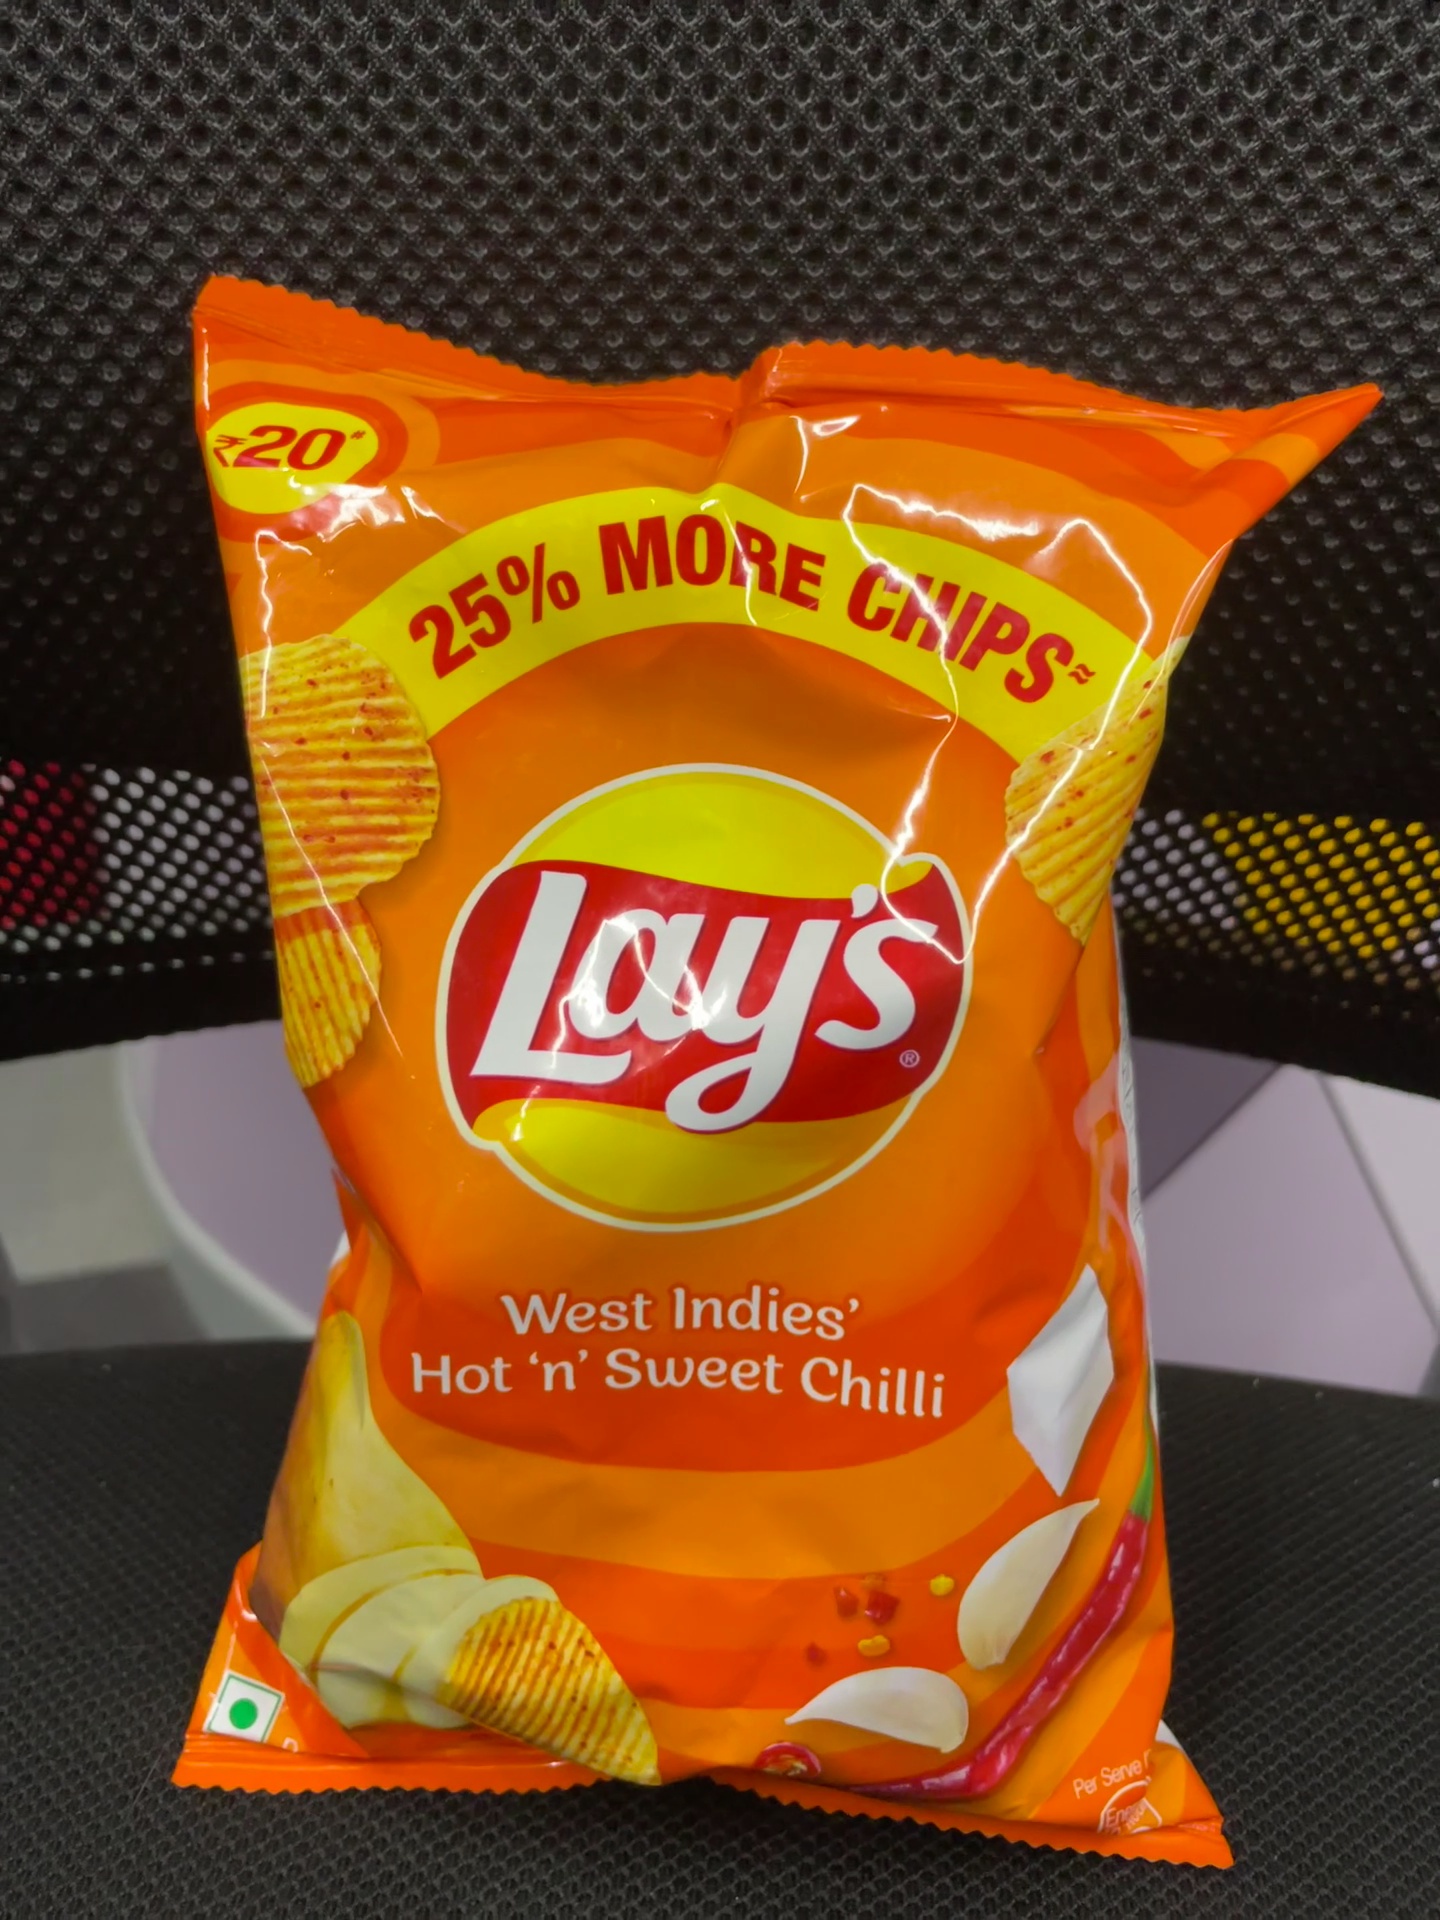 ₹20*
25% MORE CHIPS≈
Lay's®
West Indies'
Hot 'n' Sweet Chilli
Per Serve